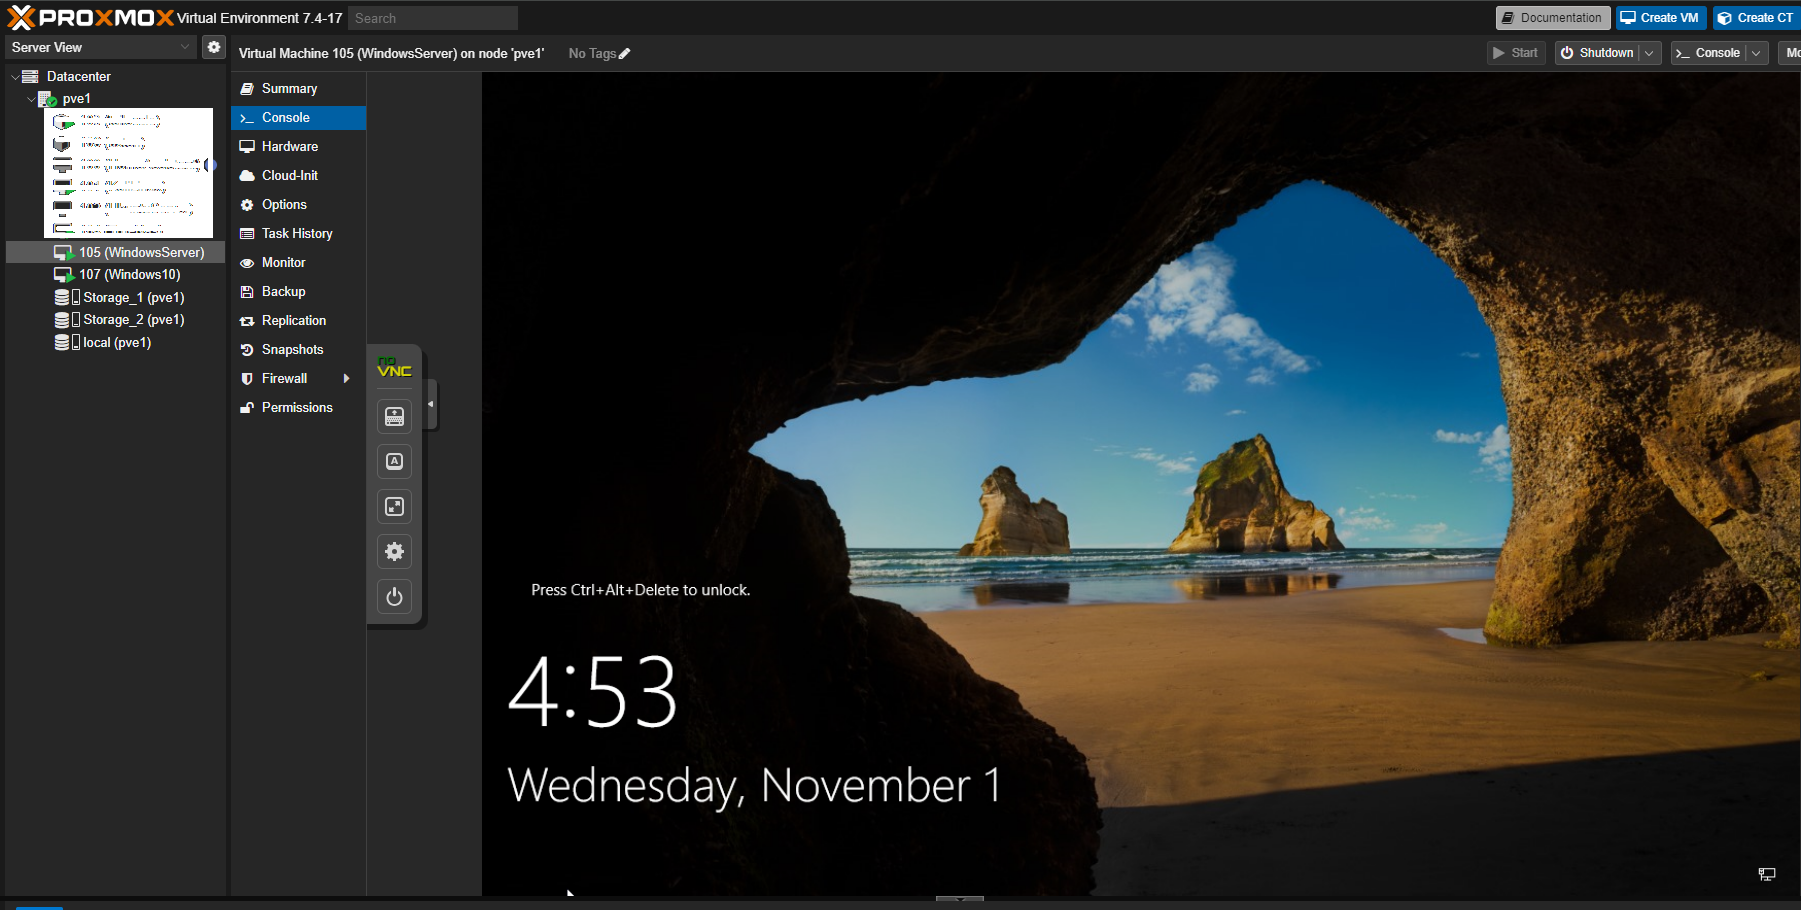 PROXMOX Virtual Environment 7.4-17 Search
Documentation Create VM Create CT
Server View
Virtual Machine 105 (WindowsServer) on node 'pve1' No Tags
Start Shutdown Console Mo
Datacenter
pve1
105 (WindowsServer)
107 (Windows10)
Storage_1 (pve1)
Storage_2 (pve1)
local (pve1)
Summary
Console
Hardware
Cloud-Init
Options
Task History
Monitor
Backup
Replication
Snapshots
Firewall
Permissions
no
VNC
A
Press Ctrl+Alt+Delete to unlock.
4:53
Wednesday, November 1